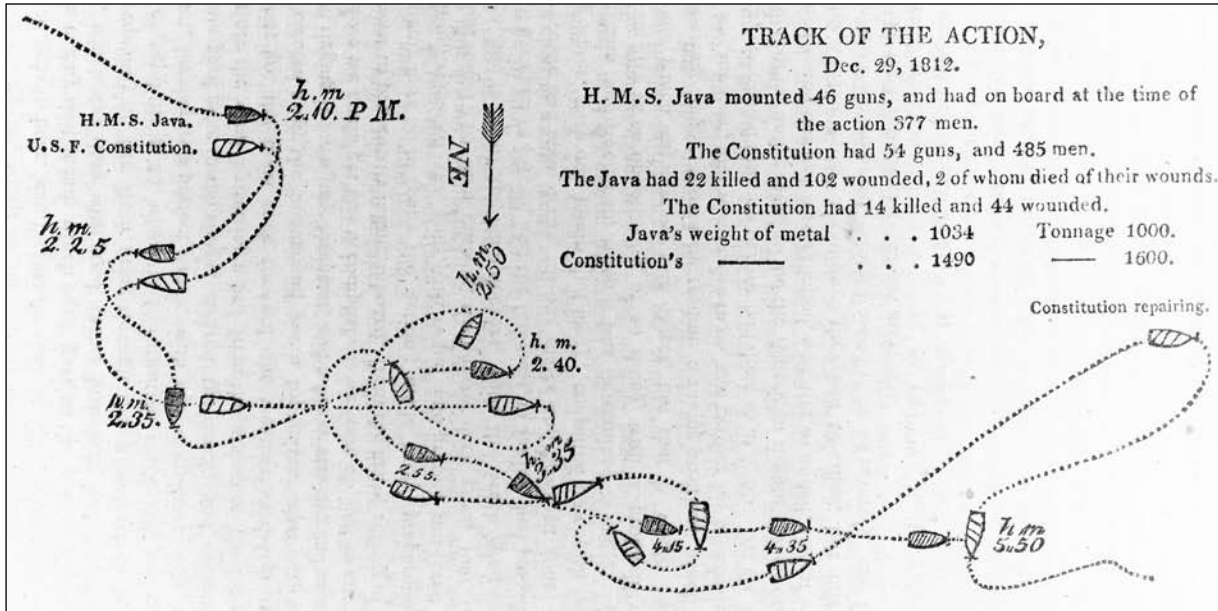 TRACK OF THE ACTION,
Dec. 29, 1812.
H. M. S. Java mounted 46 guns, and had on board at the time of
the action 377 men.
The Constitution had 54 guns, and 485 men.
The Java had 22 killed and 102 wounded, 2 of whom died of their wounds.
The Constitution had 14 killed and 44 wounded.
Java's weight of metal . . . 1034 Tonnage 1000.
Constitution's —— . . . 1490 —— 1600.
h. m
2.10. P M.
H. M. S. Java.
U. S. F. Constitution.
NE
h. m.
2. 2 5
h. m.
2.50
Constitution repairing.
h. m.
2.40.
h. m.
2.35.
2 5 5.
35
4.15.
4.35
h m
5.50